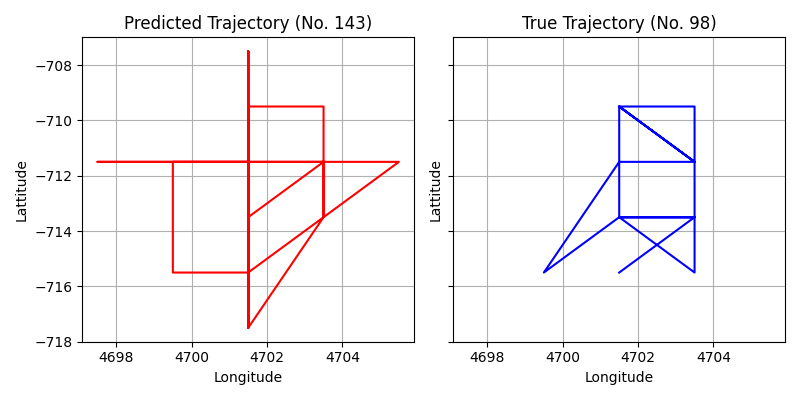 Predicted Trajectory (No. 143)
True Trajectory (No. 98)
Lattitude
−708
−710
−712
−714
−716
−718
4698
4700
4702
4704
Longitude
Lattitude
4698
4700
4702
4704
Longitude